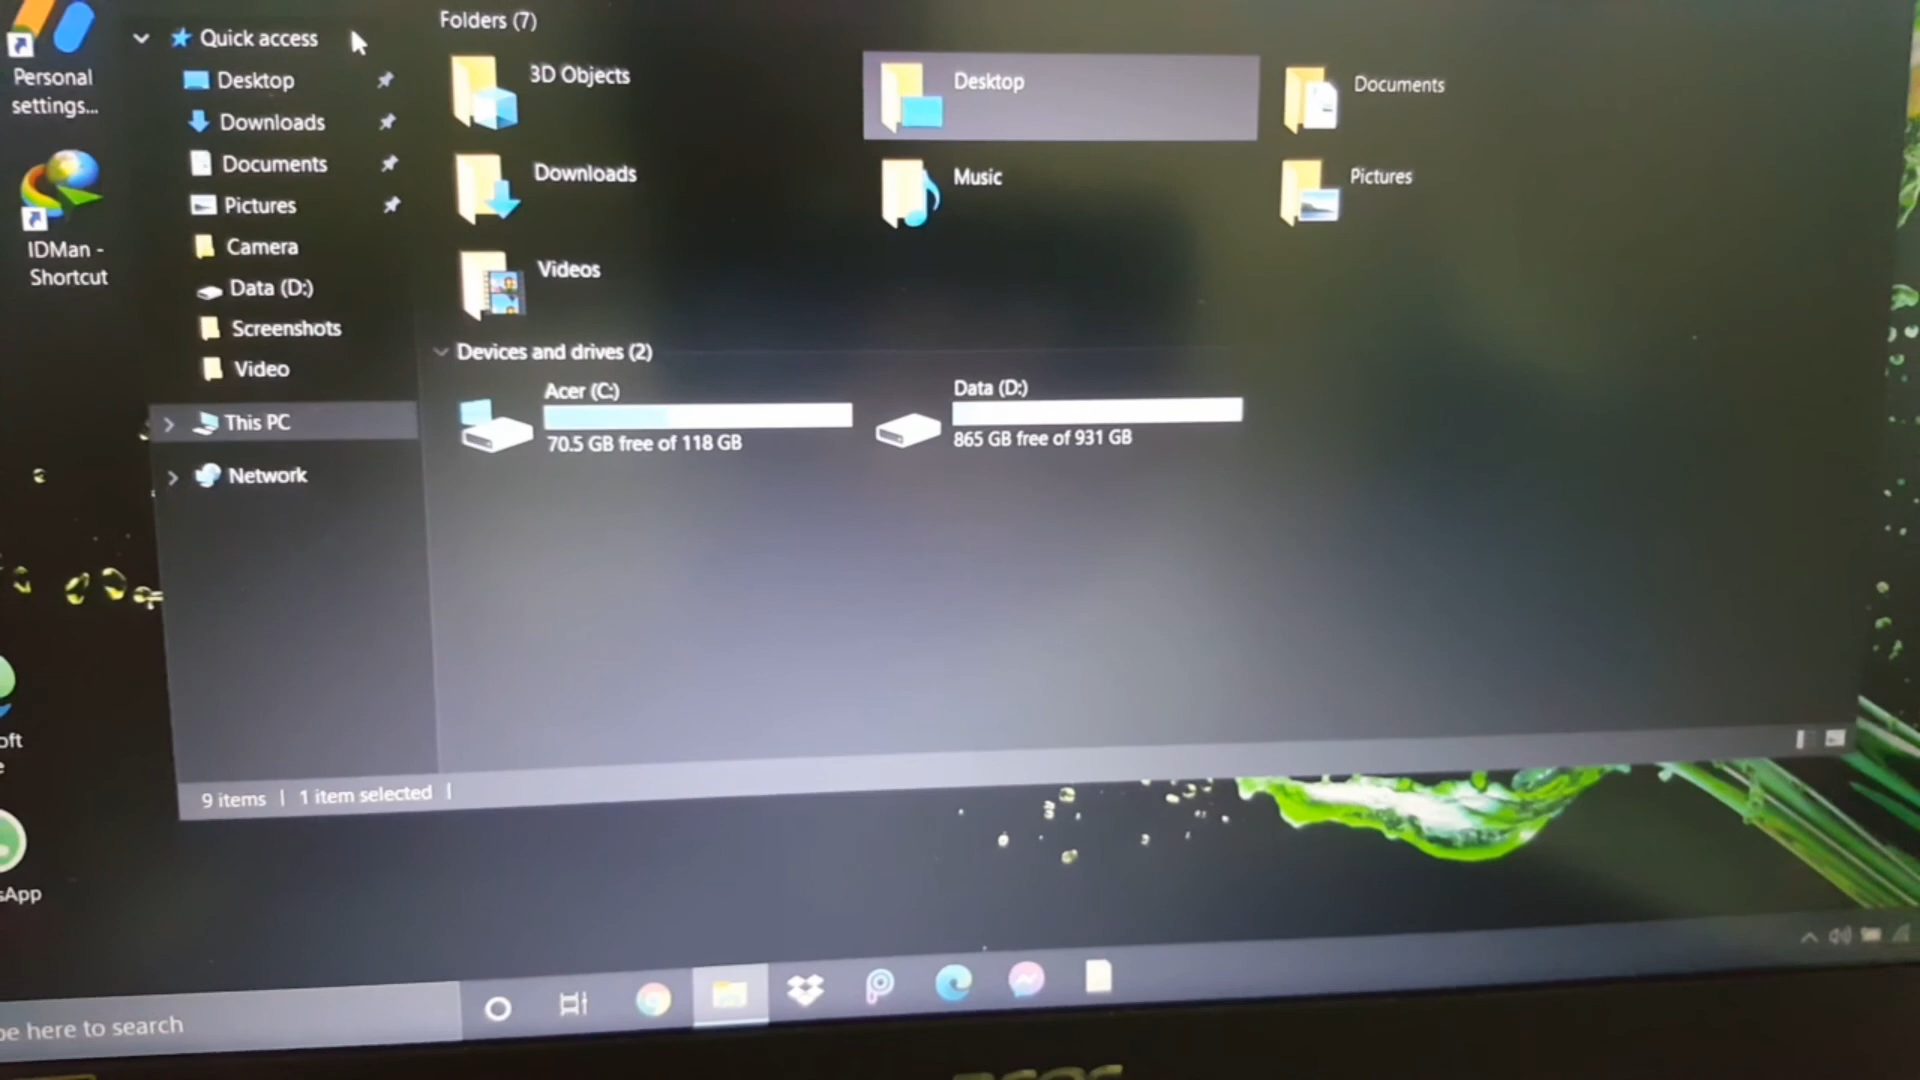 Personal
settings...
IDMan -
Shortcut
Quick access
Desktop
Downloads
Documents
Pictures
Camera
Data (D:)
Screenshots
Video
This PC
Network
Folders (7)
3D Objects
Desktop
Documents
Downloads
Music
Pictures
Videos
Devices and drives (2)
Acer (C:)
70.5 GB free of 118 GB
Data (D:)
865 GB free of 931 GB
9 items
1 item selected
oft
e
sApp
pe here to search
acer